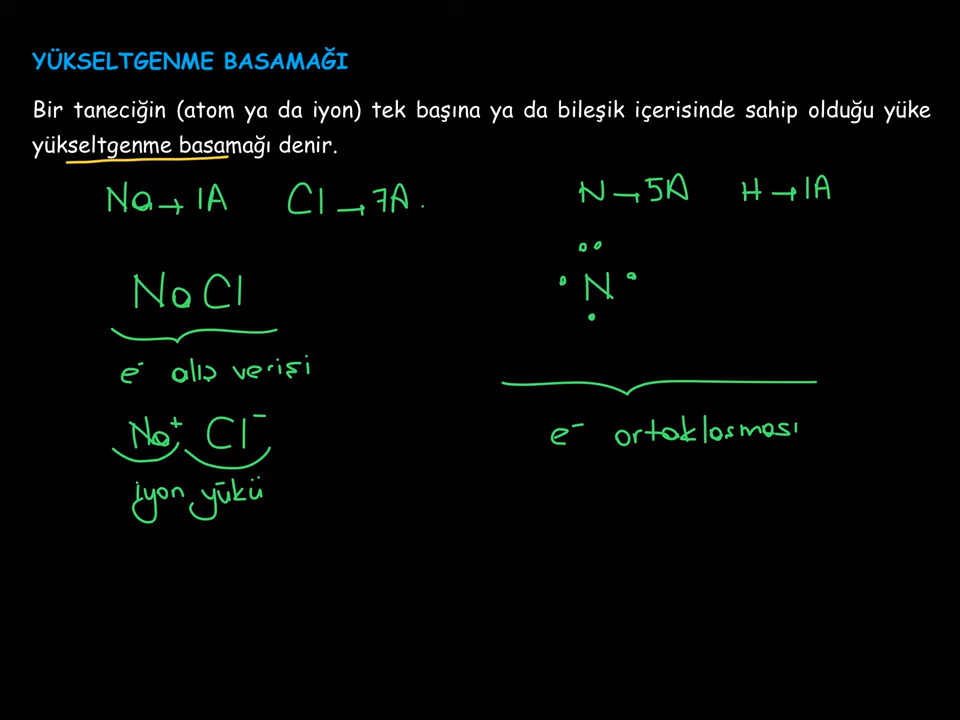 YÜKSELTGENME BASAMAĞI
Bir taneciğin (atom ya da iyon) tek başına ya da bileşik içerisinde sahip olduğu yüke
yükseltgenme basamağı denir.
Na → 1A Cl → 7A.
N → 5A H → 1A
NaCl
N
e⁻ alış verişi
e⁻ ortaklaşması
Na⁺ Cl⁻
iyon yükü